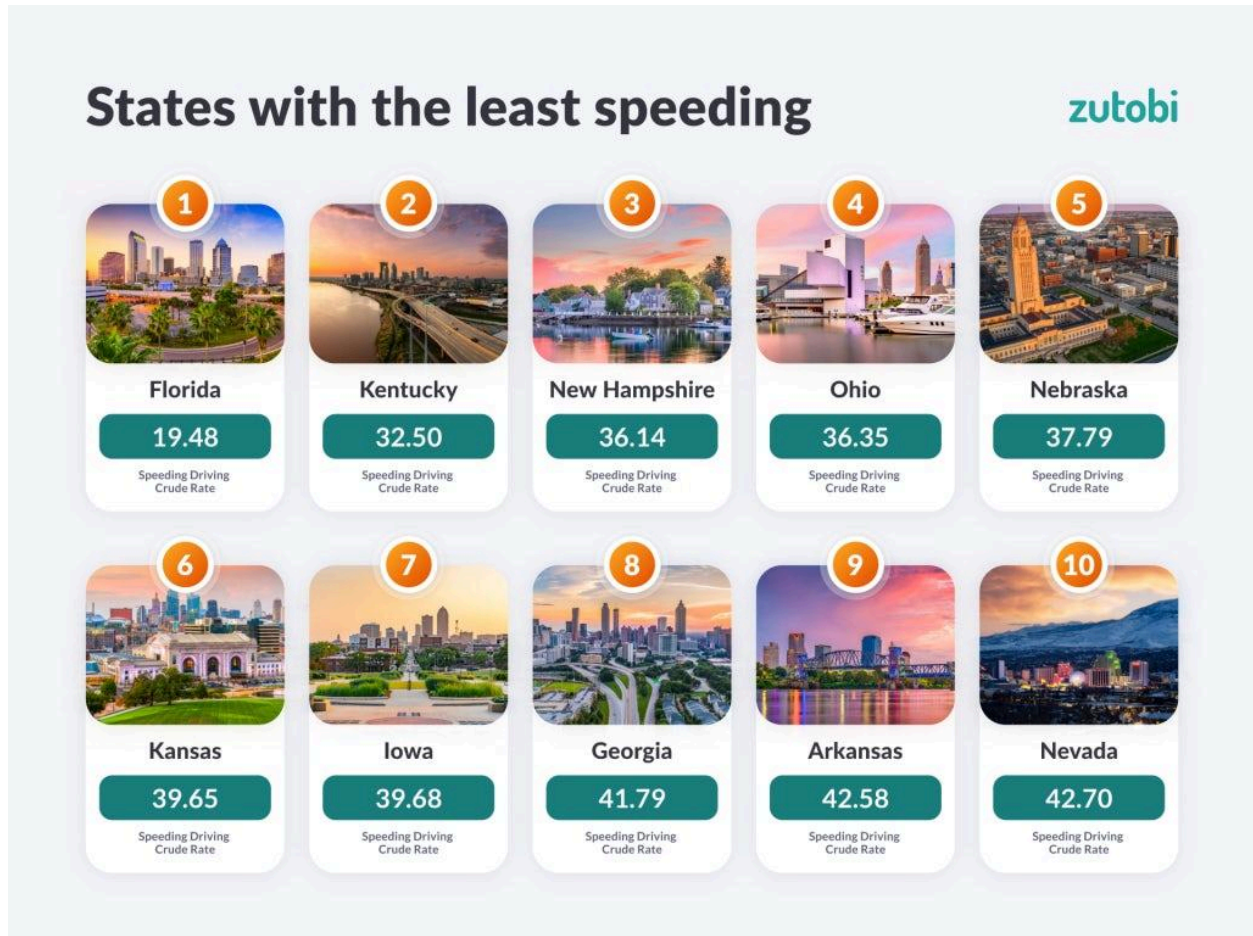 States with the least speeding
zutobi
1
Florida
19.48
Speeding Driving
Crude Rate
2
Kentucky
32.50
Speeding Driving
Crude Rate
3
New Hampshire
36.14
Speeding Driving
Crude Rate
4
Ohio
36.35
Speeding Driving
Crude Rate
5
Nebraska
37.79
Speeding Driving
Crude Rate
6
Kansas
39.65
Speeding Driving
Crude Rate
7
Iowa
39.68
Speeding Driving
Crude Rate
8
Georgia
41.79
Speeding Driving
Crude Rate
9
Arkansas
42.58
Speeding Driving
Crude Rate
10
Nevada
42.70
Speeding Driving
Crude Rate